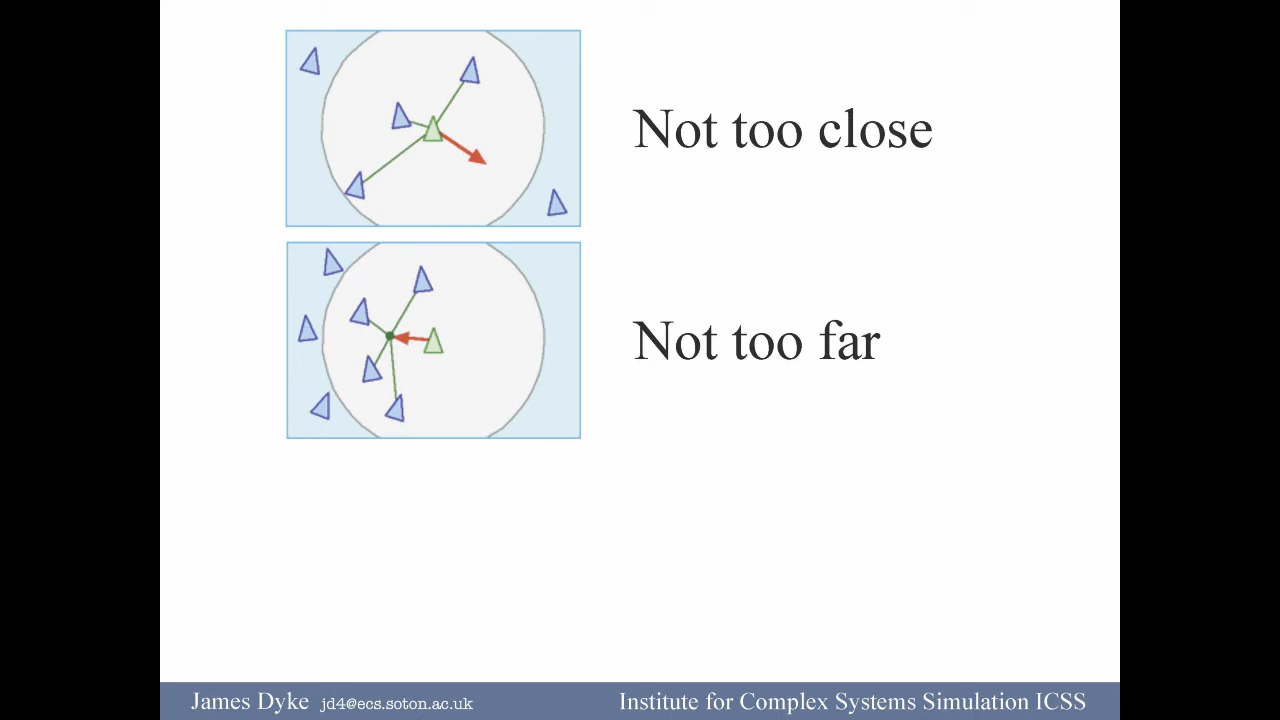 Not too close
Not too far
James Dyke jd4@ecs.soton.ac.uk Institute for Complex Systems Simulation ICSS